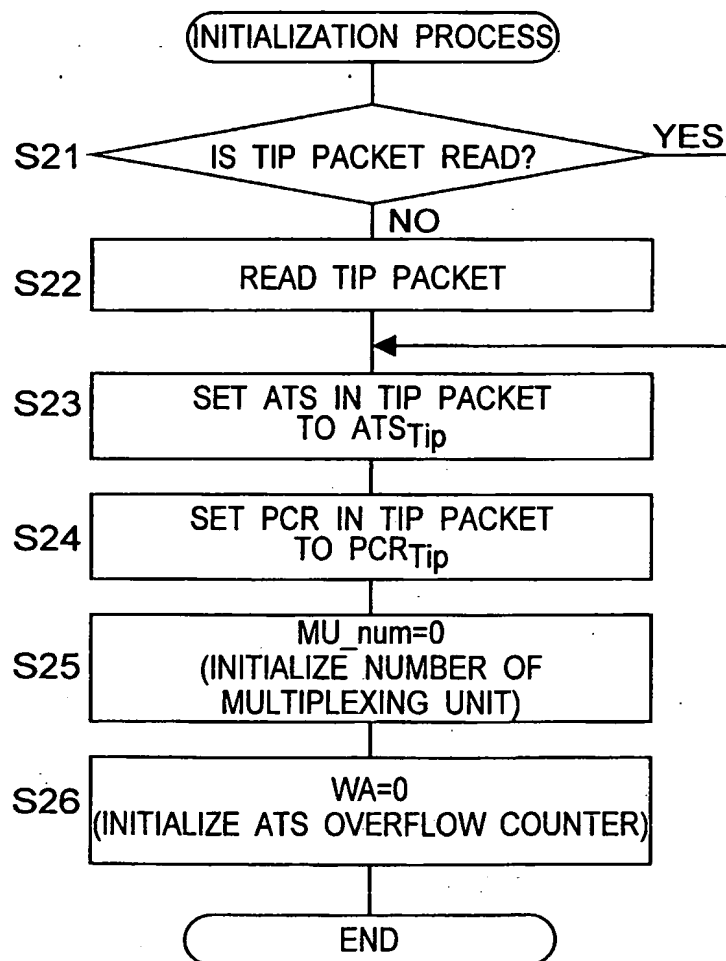 INITIALIZATION PROCESS
S21
IS TIP PACKET READ?
YES
NO
S22
READ TIP PACKET
S23
SET ATS IN TIP PACKET
TO ATSTip
S24
SET PCR IN TIP PACKET
TO PCRTip
S25
MU_num=0
(INITIALIZE NUMBER OF
MULTIPLEXING UNIT)
S26
WA=0
(INITIALIZE ATS OVERFLOW COUNTER)
END